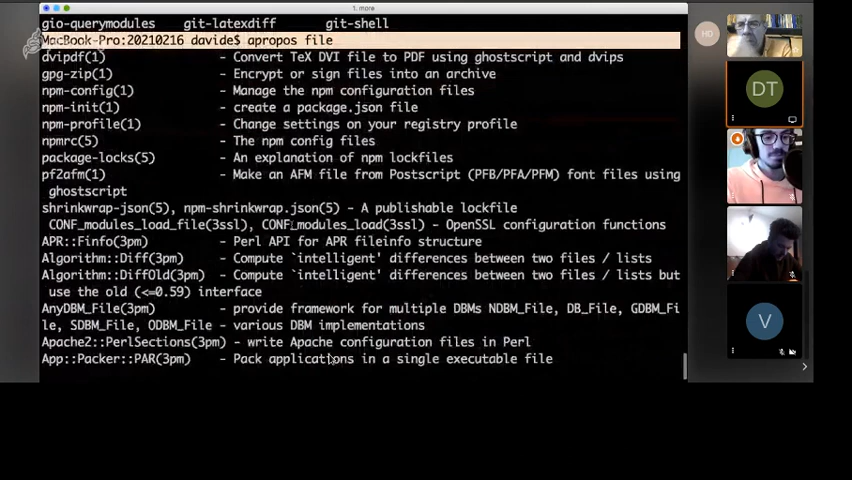 1. more
gio-querymodules git-latexdiff git-shell
MacBook-Pro:20210216 davide$ apropos file
dvipdf(1) - Convert TeX DVI file to PDF using ghostscript and dvips
gpg-zip(1) - Encrypt or sign files into an archive
npm-config(1) - Manage the npm configuration files
npm-init(1) - create a package.json file
npm-profile(1) - Change settings on your registry profile
npmrc(5) - The npm config files
package-locks(5) - An explanation of npm lockfiles
pf2afm(1) - Make an AFM file from Postscript (PFB/PFA/PFM) font files using
ghostscript
shrinkwrap-json(5), npm-shrinkwrap.json(5) - A publishable lockfile
CONF_modules_load_file(3ssl), CONF_modules_load(3ssl) - OpenSSL configuration functions
APR::Finfo(3pm) - Perl API for APR fileinfo structure
Algorithm::Diff(3pm) - Compute `intelligent' differences between two files / lists
Algorithm::DiffOld(3pm) - Compute `intelligent' differences between two files / lists but
use the old (<=0.59) interface
AnyDBM_File(3pm) - provide framework for multiple DBMs NDBM_File, DB_File, GDBM_Fi
le, SDBM_File, ODBM_File - various DBM implementations
Apache2::PerlSections(3pm) - write Apache configuration files in Perl
App::Packer::PAR(3pm) - Pack applications in a single executable file
HD
DT
V